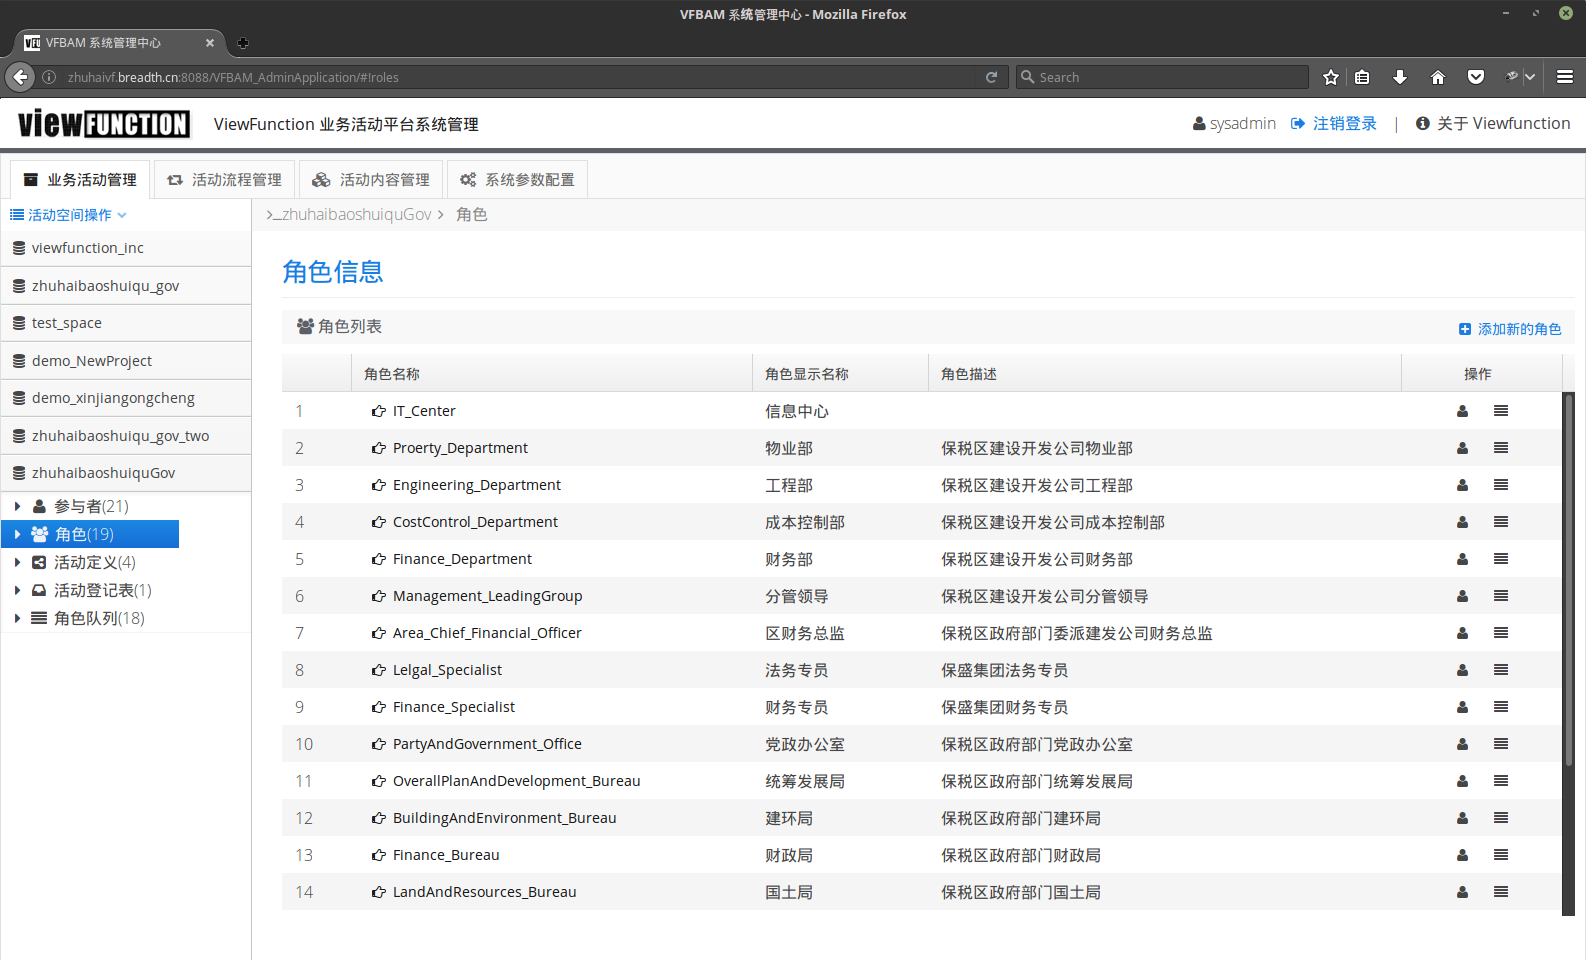 VFBAM 系统管理中心 - Mozilla Firefox
VFBAM 系统管理中心
zhuhaivf.breadth.cn:8088/VFBAM_AdminApplication/#!roles
Search
viewFUNCTION ViewFunction 业务活动平台系统管理
sysadmin 注销登录 | 关于 Viewfunction
业务活动管理 活动流程管理 活动内容管理 系统参数配置
活动空间操作
viewfunction_inc
zhuhaibaoshuiqu_gov
test_space
demo_NewProject
demo_xinjiangongcheng
zhuhaibaoshuiqu_gov_two
zhuhaibaoshuiquGov
参与者(21)
角色(19)
活动定义(4)
活动登记表(1)
角色队列(18)
>_zhuhaibaoshuiquGov > 角色
角色信息
角色列表
添加新的角色
角色名称 角色显示名称 角色描述 操作
1 IT_Center 信息中心
2 Proerty_Department 物业部 保税区建设开发公司物业部
3 Engineering_Department 工程部 保税区建设开发公司工程部
4 CostControl_Department 成本控制部 保税区建设开发公司成本控制部
5 Finance_Department 财务部 保税区建设开发公司财务部
6 Management_LeadingGroup 分管领导 保税区建设开发公司分管领导
7 Area_Chief_Financial_Officer 区财务总监 保税区政府部门委派建发公司财务总监
8 Lelgal_Specialist 法务专员 保盛集团法务专员
9 Finance_Specialist 财务专员 保盛集团财务专员
10 PartyAndGovernment_Office 党政办公室 保税区政府部门党政办公室
11 OverallPlanAndDevelopment_Bureau 统筹发展局 保税区政府部门统筹发展局
12 BuildingAndEnvironment_Bureau 建环局 保税区政府部门建环局
13 Finance_Bureau 财政局 保税区政府部门财政局
14 LandAndResources_Bureau 国土局 保税区政府部门国土局